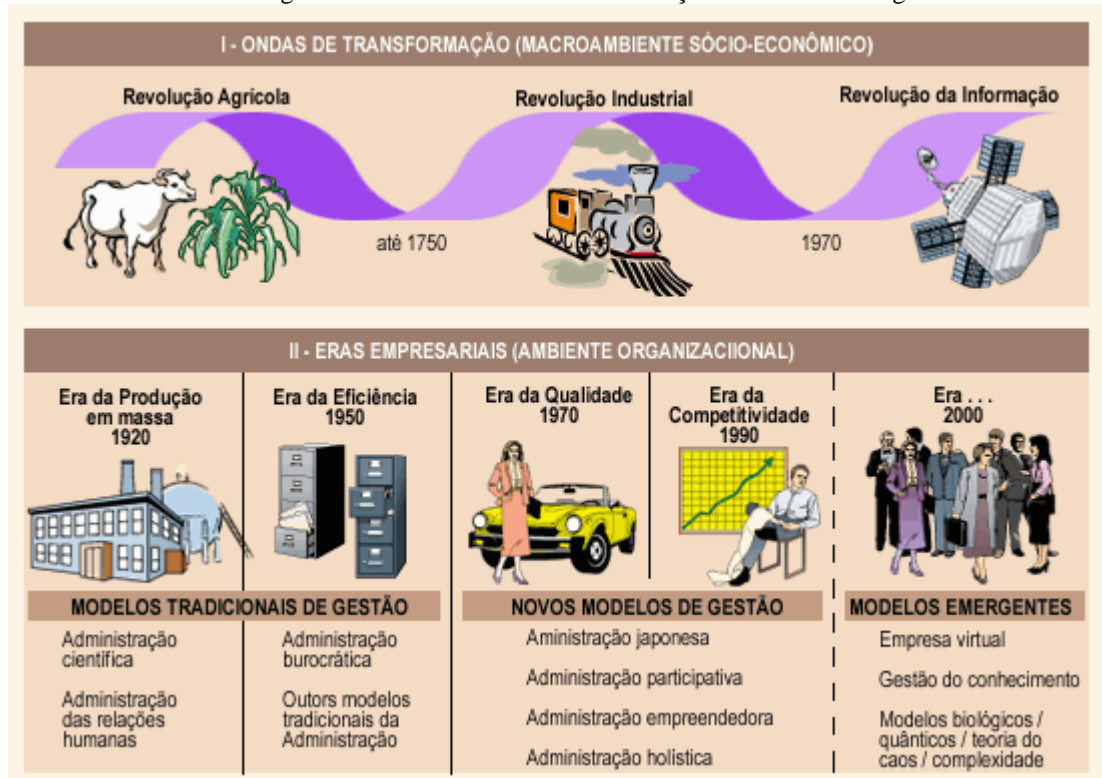 I - ONDAS DE TRANSFORMAÇÃO (MACROAMBIENTE SÓCIO-ECONÔMICO)
Revolução Agrícola
Revolução Industrial
Revolução da Informação
até 1750
1970
II - ERAS EMPRESARIAIS (AMBIENTE ORGANIZACIIONAL)
Era da Produção
em massa
1920
Era da Eficiência
1950
Era da Qualidade
1970
Era da
Competitividade
1990
Era . . .
2000
MODELOS TRADICIONAIS DE GESTÃO
Administração
científica
Administração
das relações
humanas
Administração
burocrática
Outors modelos
tradicionais da
Administração
NOVOS MODELOS DE GESTÃO
Aministração japonesa
Administração participativa
Administração empreendedora
Administração holística
MODELOS EMERGENTES
Empresa virtual
Gestão do conhecimento
Modelos biológicos /
quânticos / teoria do
caos / complexidade